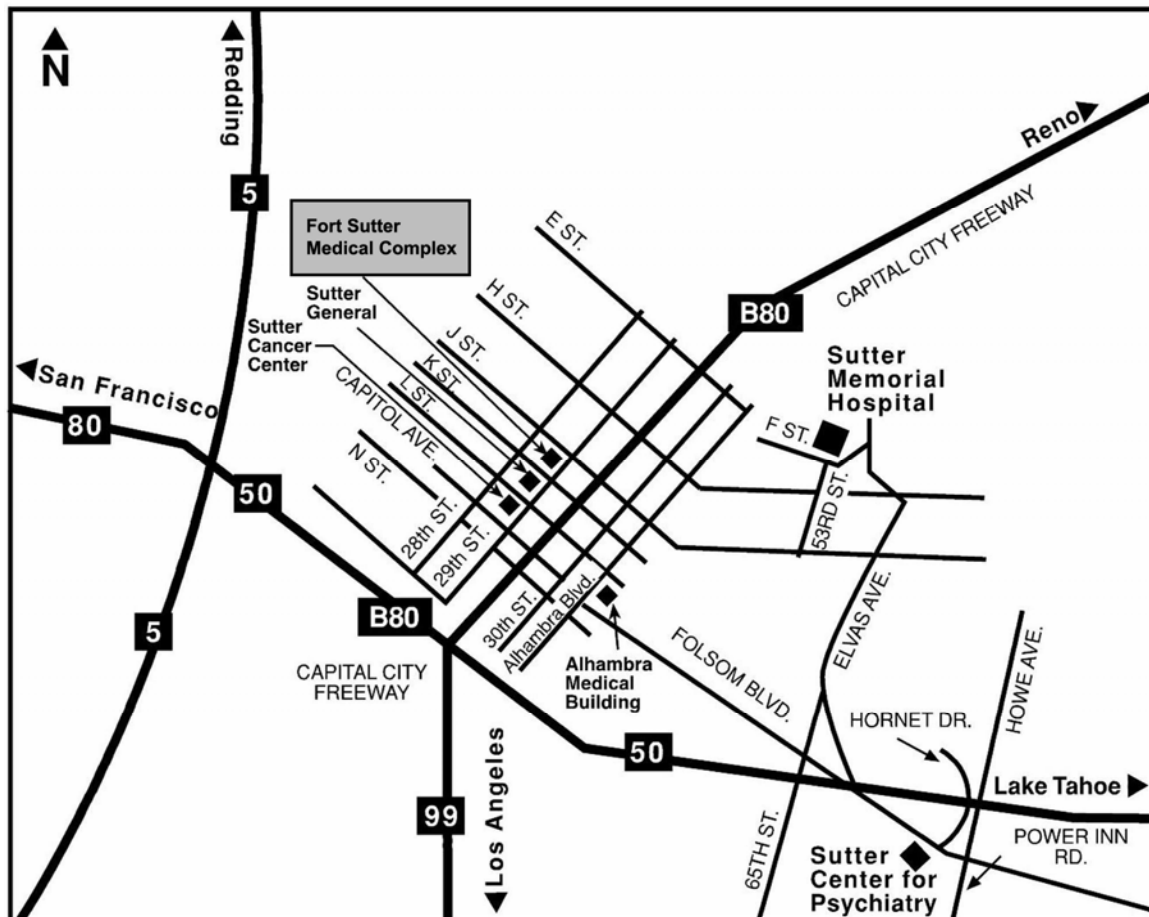 N
Redding
5
Reno
CAPITAL CITY FREEWAY
B80
Fort Sutter
Medical Complex
E ST.
H ST.
Sutter
General
Sutter
Cancer
Center
J ST.
K ST.
L ST.
CAPITOL AVE.
N ST.
San Francisco
80
50
Sutter
Memorial
Hospital
F ST.
53RD ST.
28th ST.
29th ST.
30th ST.
Alhambra Blvd.
5
B80
CAPITAL CITY
FREEWAY
Alhambra
Medical
Building
FOLSOM BLVD.
ELVAS AVE.
HOWE AVE.
HORNET DR.
50
Lake Tahoe
99
Los Angeles
65TH ST.
POWER INN
RD.
Sutter
Center for
Psychiatry